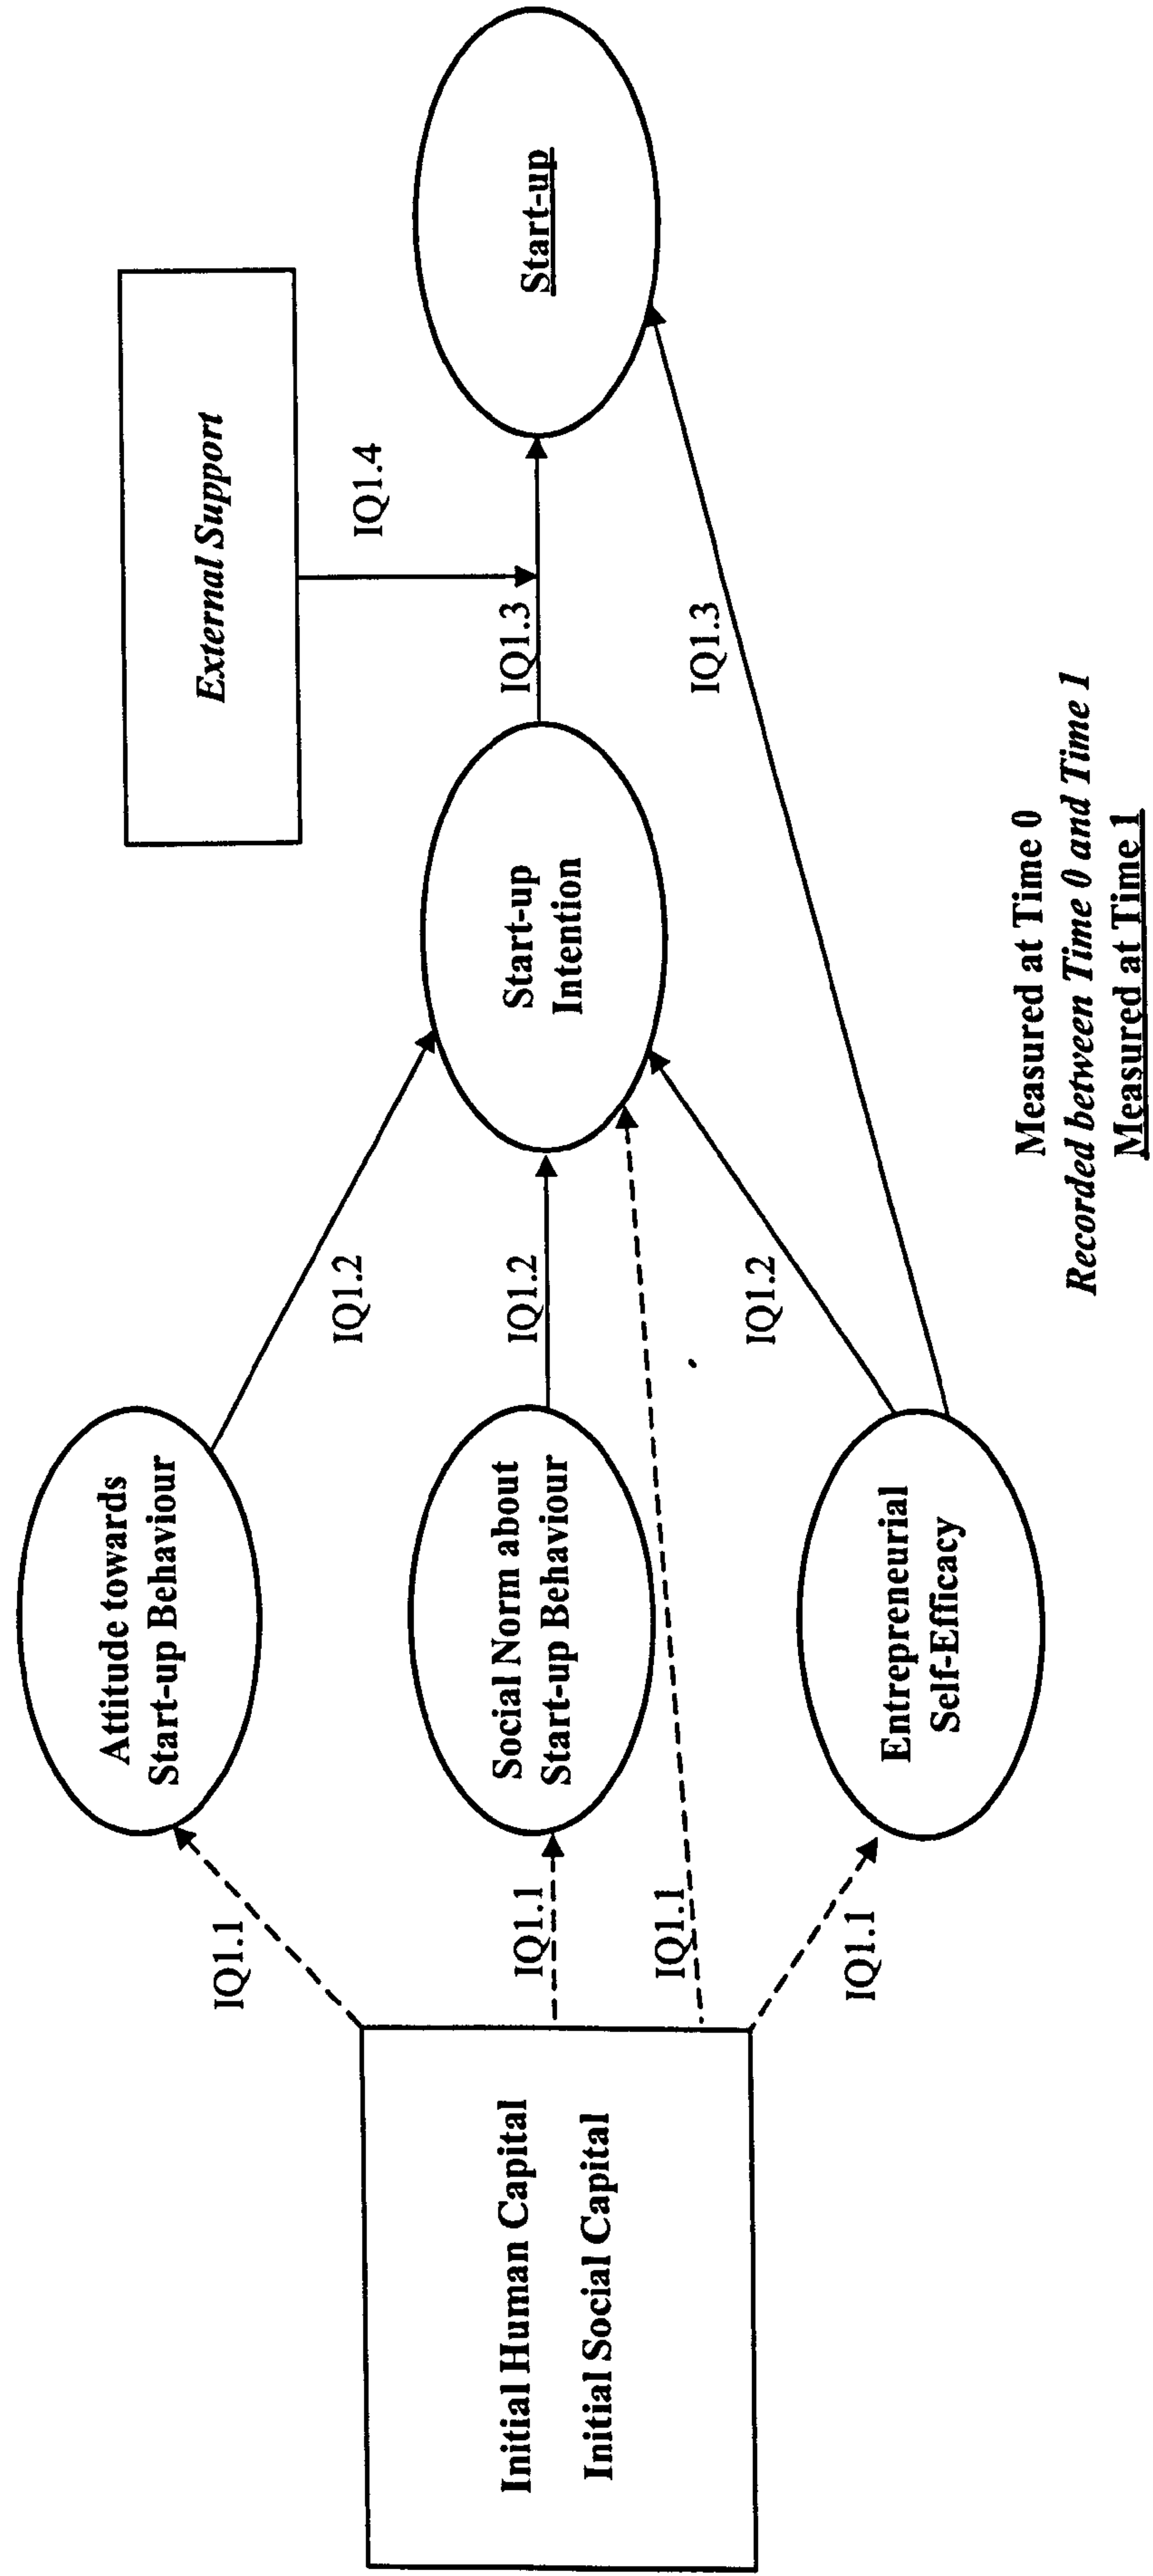 External Support
IQ1.4
Attitude towards
Start-up Behaviour
IQ1.1
IQ1.2
Initial Human Capital
Initial Social Capital
IQ1.1
Social Norm about
Start-up Behaviour
IQ1.2
Start-up
Intention
IQ1.3
Start-up
IQ1.1
IQ1.1
Entrepreneurial
Self-Efficacy
IQ1.2
IQ1.3
Measured at Time 0
Recorded between Time 0 and Time 1
Measured at Time 1